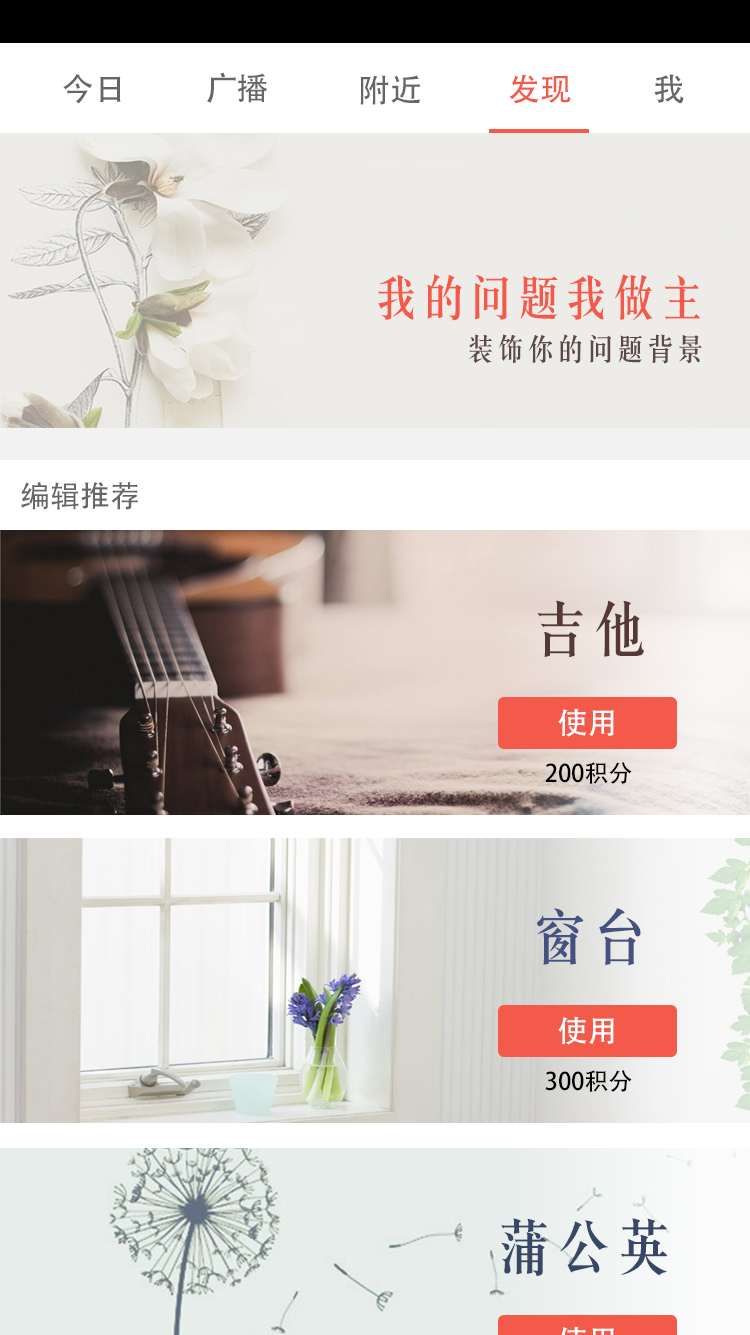 今日 广播 附近 发现 我
我的问题我做主
装饰你的问题背景
编辑推荐
吉他
使用
200积分
窗台
使用
300积分
蒲公英
使用